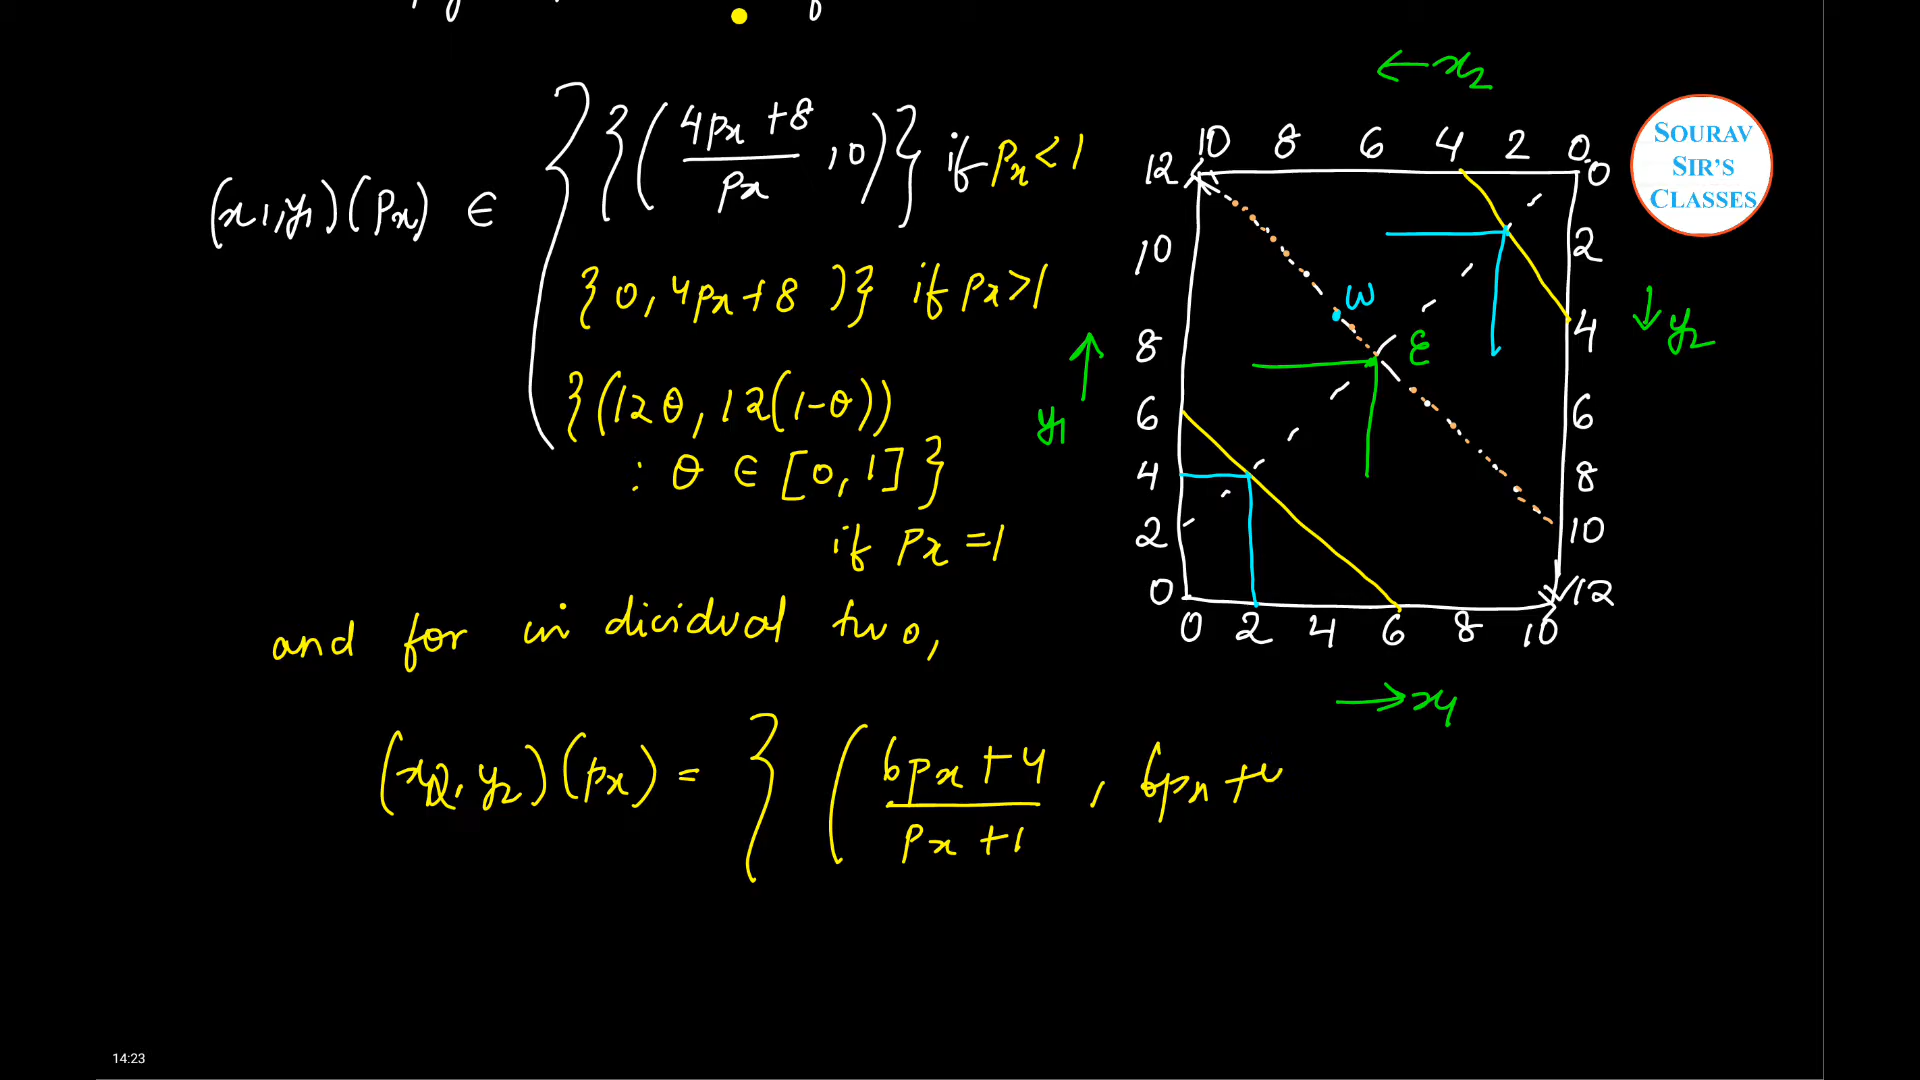 ← x2
(x1,y1)(Px) ∈ { {(4Px+8/Px, 0)} if Px<1
{0, 4Px+8)} if Px>1
{(12θ, 12(1-θ))
: θ ∈ [0,1]}
if Px=1
and for individual two,
(x2,y2)(Px) = { (6Px+4/Px+1, 6Px+4
10 8 6 4 2 0
12 10 8 6 4 2 0
0 2 4 6 8 10 12
0 2 4 6 8 10
W
E
y1
↓ y2
→ x1
SOURAV
SIR'S
CLASSES
14:23